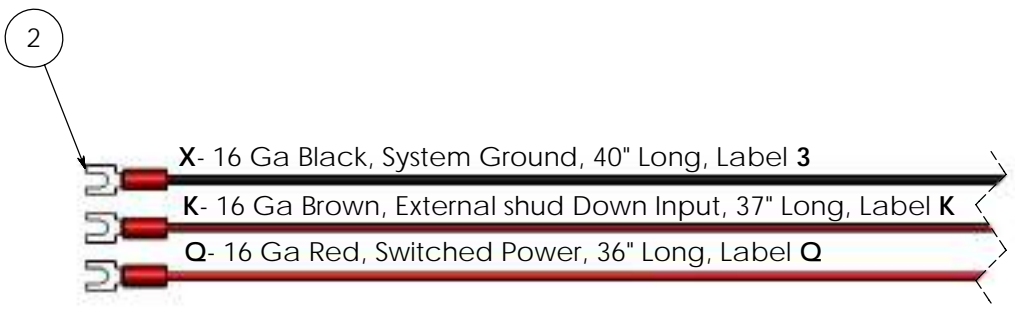 2
X- 16 Ga Black, System Ground, 40" Long, Label 3
K- 16 Ga Brown, External shud Down Input, 37" Long, Label K
Q- 16 Ga Red, Switched Power, 36" Long, Label Q